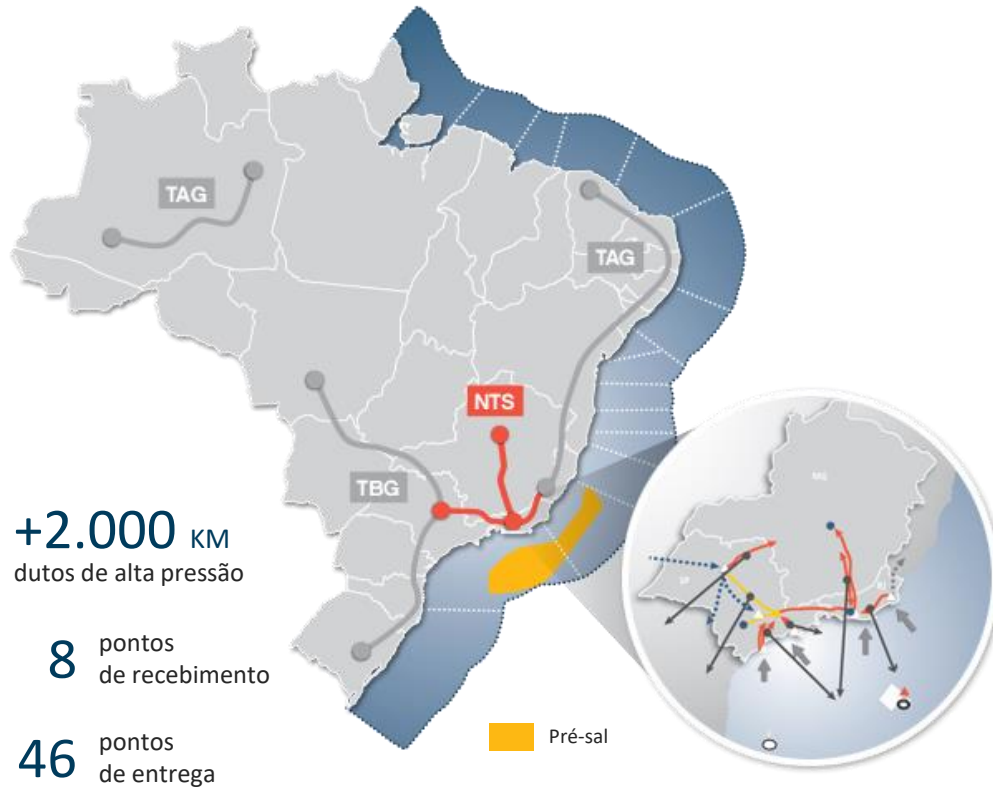 TAG
TAG
NTS
TBG
+2.000 KM
dutos de alta pressão
8 pontos
de recebimento
46 pontos
de entrega
Pré-sal
MG
SP
RJ